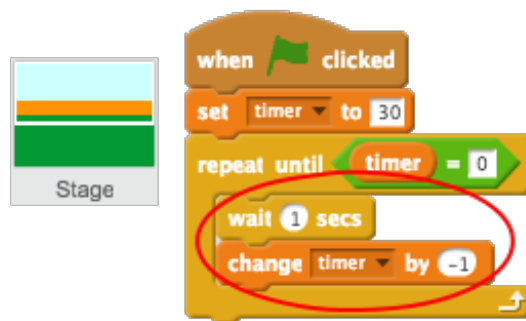 when clicked
set timer to 30
repeat until timer = 0
wait 1 secs
change timer by -1
Stage